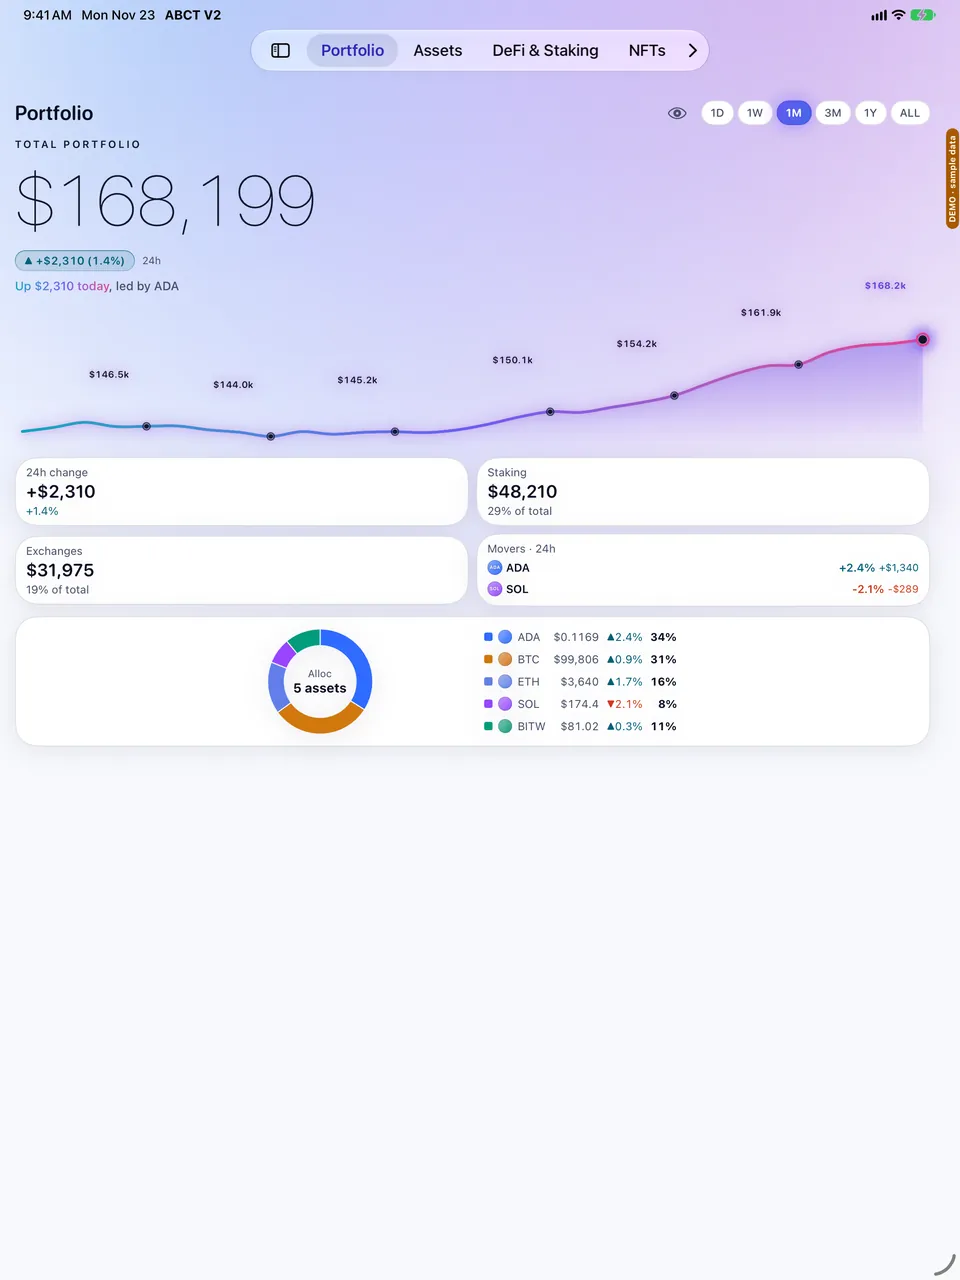 9:41 AM Mon Nov 23 ABCT V2
Portfolio Assets DeFi & Staking NFTs
Portfolio
1D 1W 1M 3M 1Y ALL
TOTAL PORTFOLIO
DEMO · sample data
$168,199
▲ +$2,310 (1.4%) 24h
Up $2,310 today, led by ADA
$146.5k
$144.0k
$145.2k
$150.1k
$154.2k
$161.9k
$168.2k
24h change
+$2,310
+1.4%
Staking
$48,210
29% of total
Exchanges
$31,975
19% of total
Movers · 24h
ADA ADA +2.4% +$1,340
SOL SOL -2.1% -$289
Alloc
5 assets
ADA $0.1169 ▲2.4% 34%
BTC $99,806 ▲0.9% 31%
ETH $3,640 ▲1.7% 16%
SOL $174.4 ▼2.1% 8%
BITW $81.02 ▲0.3% 11%